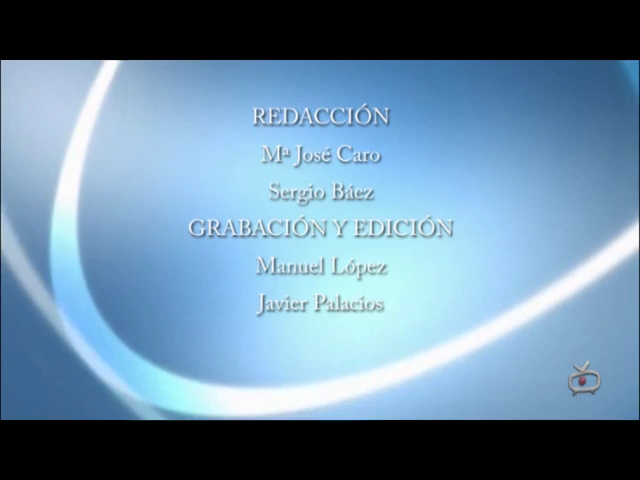 REDACCIÓN
Mª José Caro
Sergio Báez
GRABACIÓN Y EDICIÓN
Manuel López
Javier Palacios